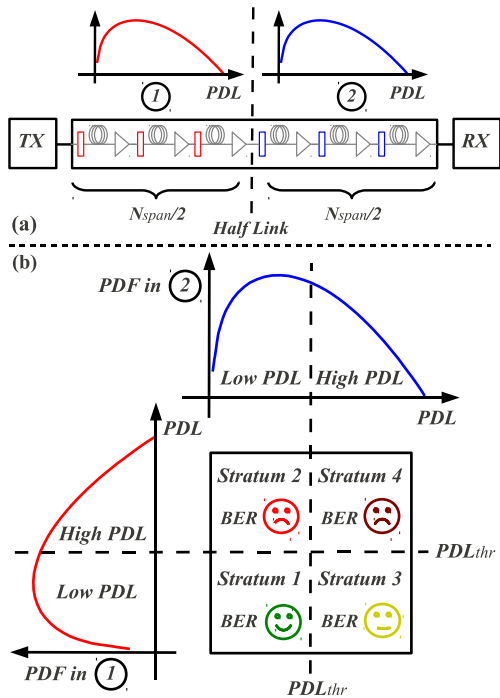 PDL PDL
1 2
TX RX
Nspan/2 Nspan/2
(a) Half Link
(b)
PDF in 2
Low PDL High PDL
PDL
PDL
Stratum 2 Stratum 4
BER BER
High PDL
PDLthr
Low PDL
Stratum 1 Stratum 3
BER BER
PDF in 1
PDLthr